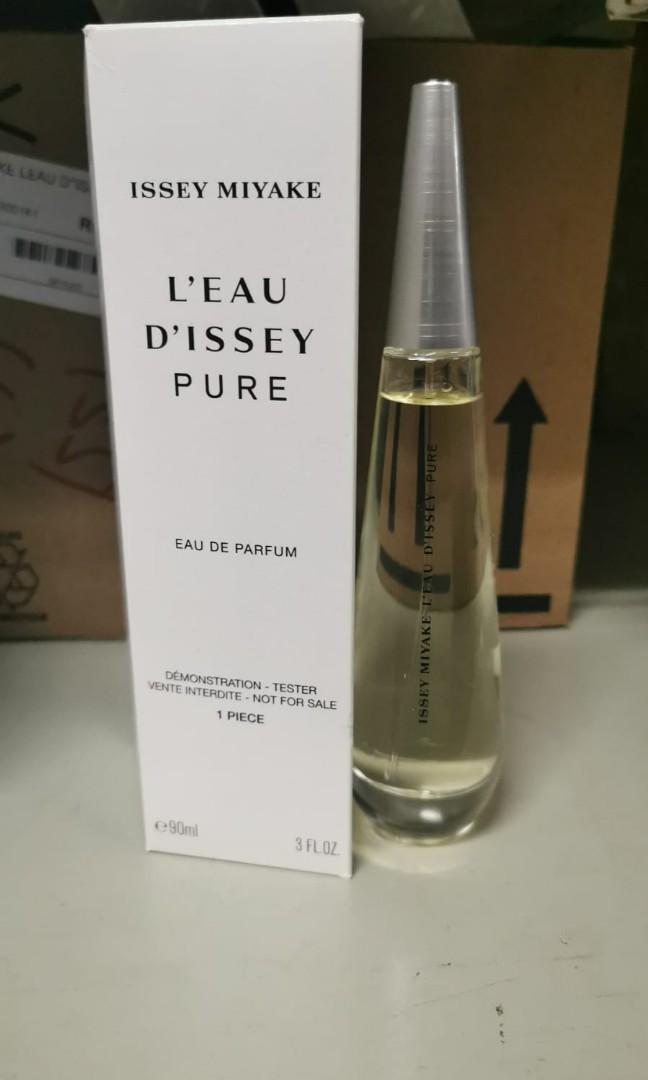 ISSEY MIYAKE
L'EAU
D'ISSEY
PURE
EAU DE PARFUM
DÉMONSTRATION - TESTER
VENTE INTERDITE - NOT FOR SALE
1 PIECE
℮90ml
3 FL.OZ.
ISSEY MIYAKE L'EAU D'ISSEY PURE